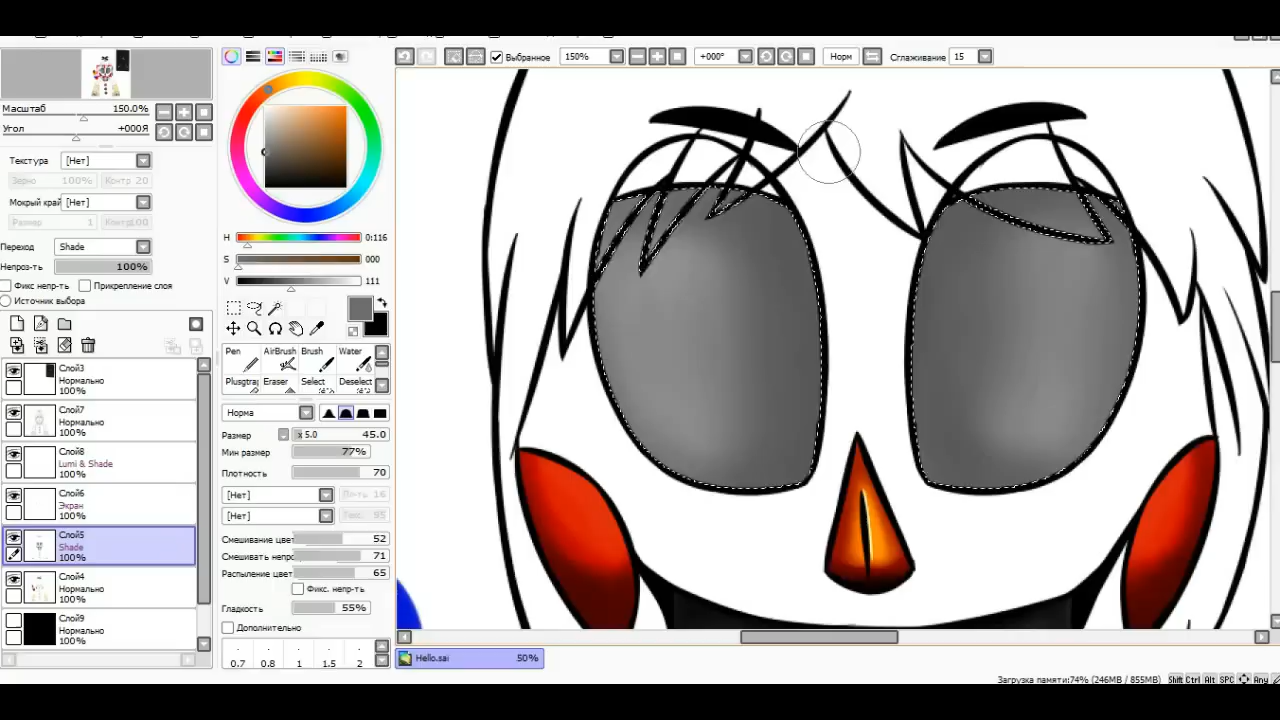 Выбранное 150% +000° Норм Сглаживание 15
Масштаб 150.0%
Угол +000Я
Текстура [Нет]
Зерно 100% Контр 20
Мокрый край [Нет]
Размер 1 Контр 100
Переход Shade
Непроз-ть 100%
Фикс непр-ть Прикрепление слоя
Источник выбора
Слой3
Нормально
100%
Слой7
Нормально
100%
Слой8
Lumi & Shade
100%
Слой6
Экран
100%
Слой5
Shade
100%
Слой4
Нормально
100%
Слой9
Нормально
100%
H 0:116
S 000
V 111
Pen AirBrush Brush Water
Eraser Select Deselect
Норма
Размер x 5.0 45.0
Мин размер 77%
Плотность 70
[Нет]
[Нет]
Смешивание цвет 52
Смешивать непро 71
Распыление цвет 65
Фикс. непр-ть
Гладкость 55%
Дополнительно
0.7 0.8 1 1.5 2
Hello.sai 50%
Загрузка памяти:74% (246MB / 855MB) Shift Ctrl Alt SPC Any